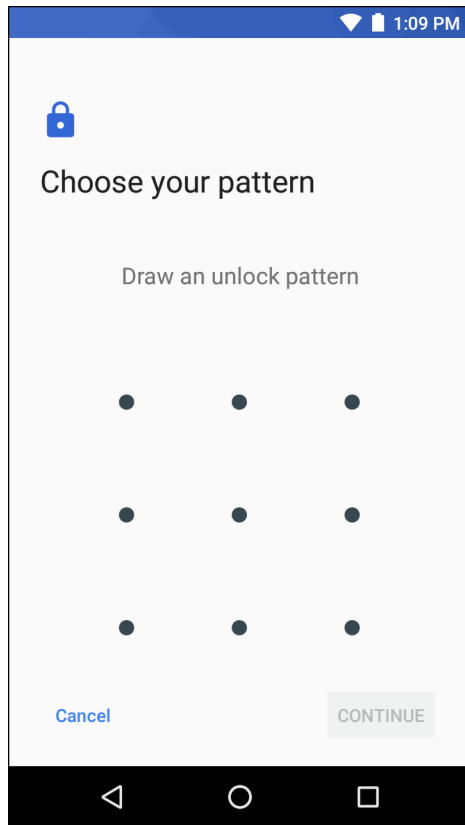 1:09 PM
Choose your pattern
Draw an unlock pattern
Cancel
CONTINUE